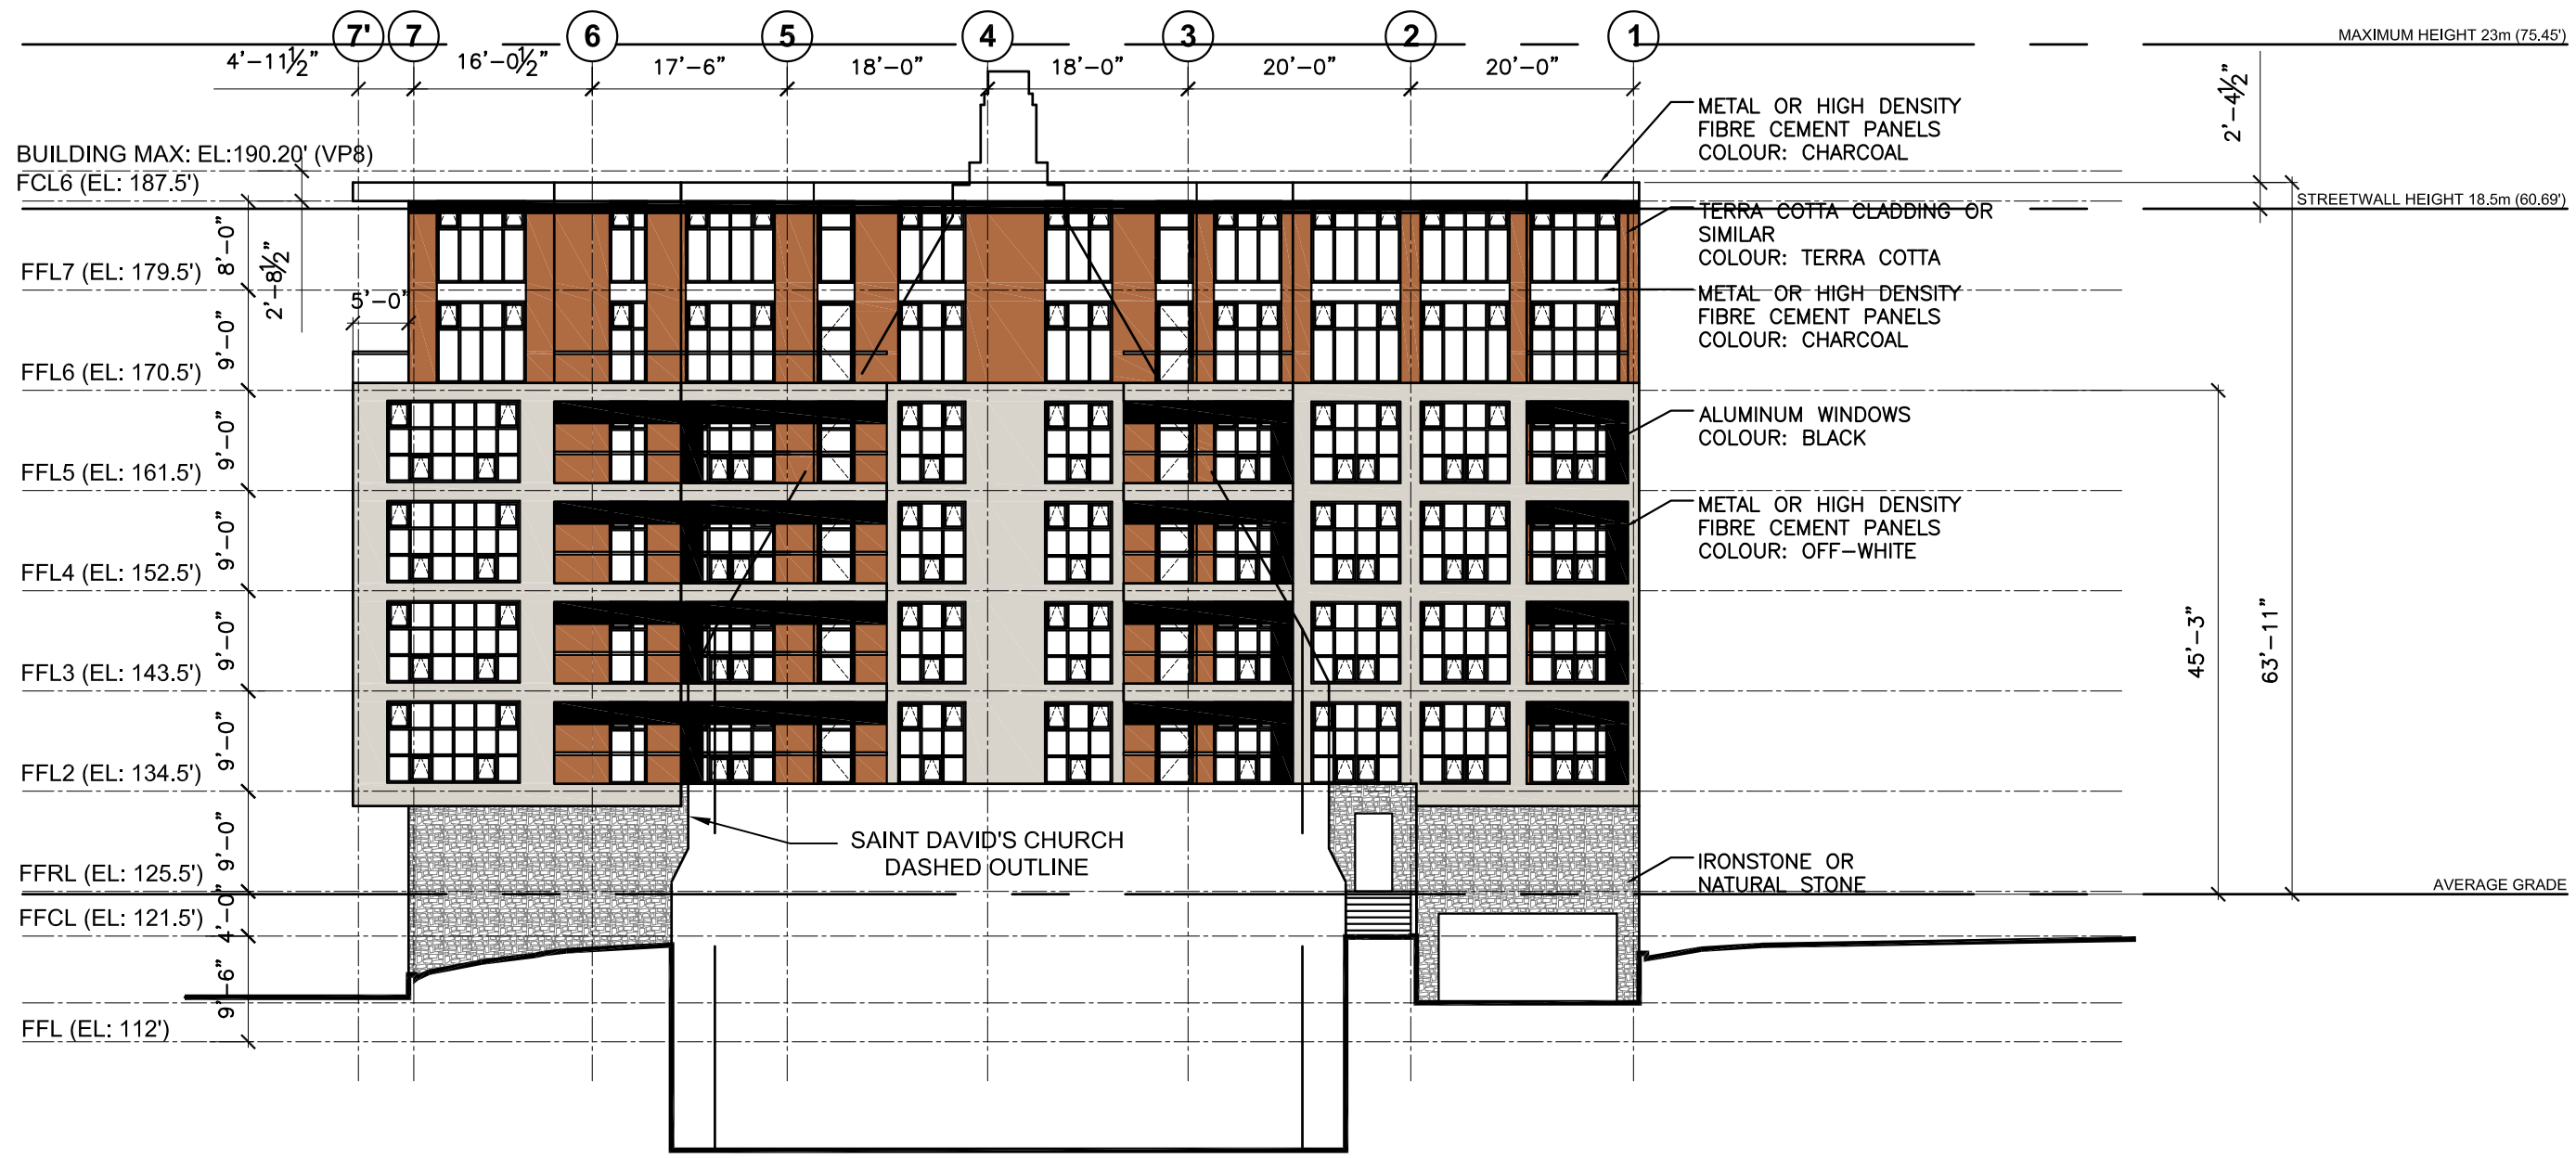 7' 7 6 5 4 3 2 1
MAXIMUM HEIGHT 23m (75.45')
4'-11½" 16'-0½" 17'-6" 18'-0" 18'-0" 20'-0" 20'-0"
2'-4½"
METAL OR HIGH DENSITY
FIBRE CEMENT PANELS
COLOUR: CHARCOAL
BUILDING MAX: EL:190.20' (VP8)
FCL6 (EL: 187.5')
STREETWALL HEIGHT 18.5m (60.69')
TERRA COTTA CLADDING OR
SIMILAR
COLOUR: TERRA COTTA
8'-0"
2'-8½"
FFL7 (EL: 179.5')
5'-0"
METAL OR HIGH DENSITY
FIBRE CEMENT PANELS
COLOUR: CHARCOAL
9'-0"
FFL6 (EL: 170.5')
ALUMINUM WINDOWS
COLOUR: BLACK
9'-0"
FFL5 (EL: 161.5')
METAL OR HIGH DENSITY
FIBRE CEMENT PANELS
COLOUR: OFF-WHITE
9'-0"
FFL4 (EL: 152.5')
9'-0"
45'-3"
63'-11"
FFL3 (EL: 143.5')
9'-0"
FFL2 (EL: 134.5')
9'-0"
SAINT DAVID'S CHURCH
DASHED OUTLINE
IRONSTONE OR
NATURAL STONE
FFRL (EL: 125.5')
AVERAGE GRADE
4'-0"
FFCL (EL: 121.5')
9'-6"
FFL (EL: 112')